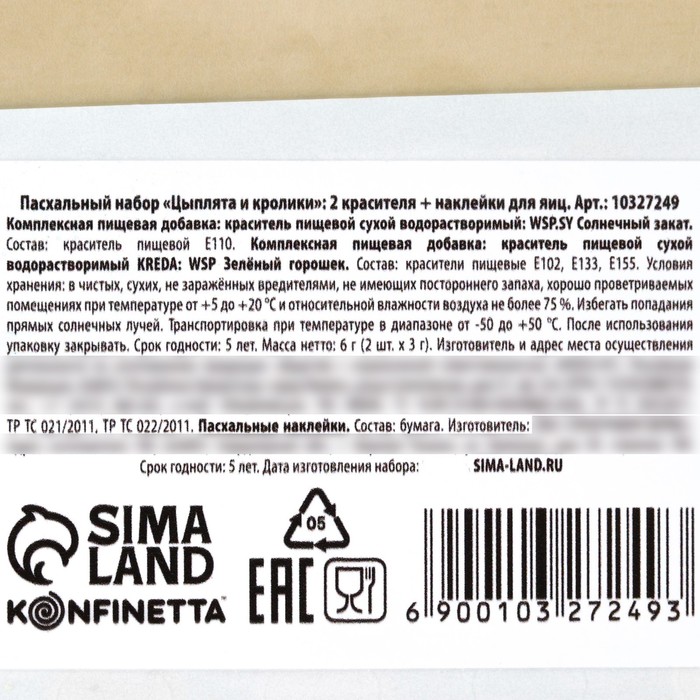 Пасхальный набор «Цыплята и кролики»: 2 красителя + наклейки для яиц. Арт.: 10327249
Комплексная пищевая добавка: краситель пищевой сухой водорастворимый: WSP.SY Солнечный закат.
Состав: краситель пищевой Е110. Комплексная пищевая добавка: краситель пищевой сухой
водорастворимый KREDA: WSP Зелёный горошек. Состав: красители пищевые Е102, Е133, Е155. Условия
хранения: в чистых, сухих, не заражённых вредителями, не имеющих постороннего запаха, хорошо проветриваемых
помещениях при температуре от +5 до +20 °С и относительной влажности воздуха не более 75 %. Избегать попадания
прямых солнечных лучей. Транспортировка при температуре в диапазоне от -50 до +50 °С. После использования
упаковку закрывать. Срок годности: 5 лет. Масса нетто: 6 г (2 шт. х 3 г). Изготовитель и адрес места осуществления
ТР ТС 021/2011, ТР ТС 022/2011. Пасхальные наклейки. Состав: бумага. Изготовитель:
Срок годности: 5 лет. Дата изготовления набора: SIMA-LAND.RU
SIMA
LAND
KONFINETTA™
05
EAC
6 900103 272493